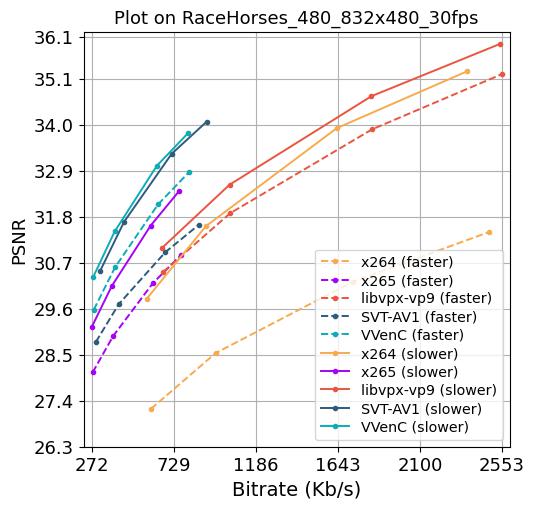 Plot on RaceHorses_480_832x480_30fps
36.1
35.1
34.0
32.9
31.8
30.7
29.6
28.5
27.4
26.3
PSNR
x264 (faster)
x265 (faster)
libvpx-vp9 (faster)
SVT-AV1 (faster)
VVenC (faster)
x264 (slower)
x265 (slower)
libvpx-vp9 (slower)
SVT-AV1 (slower)
VVenC (slower)
272 729 1186 1643 2100 2553
Bitrate (Kb/s)